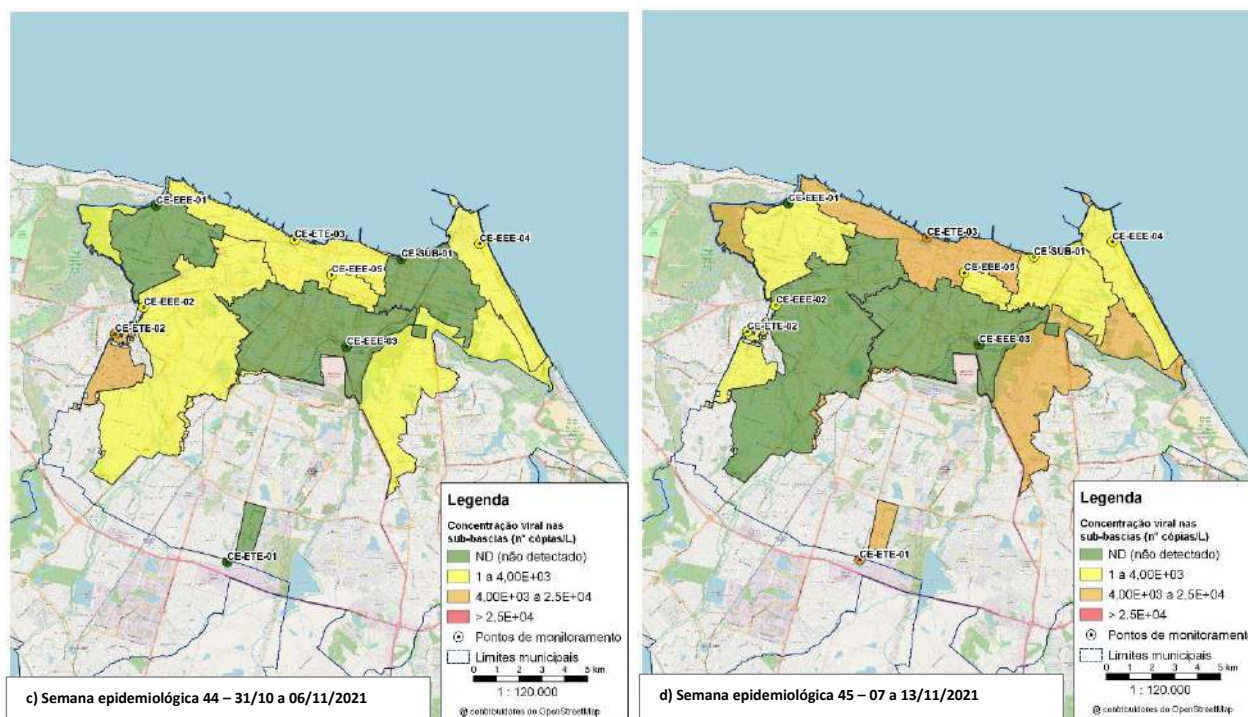 CE-EEE-01
CE-ETE-03
CE-EEE-04
CE-SUB-01
CE-EEE-05
CE-EEE-02
CE-ETE-02
CE-EEE-03
CE-ETE-01
Legenda
Concentração viral nas
sub-bascias (n° cópias/L)
ND (não detectado)
1 a 4,00E+03
4,00E+03 a 2,5E+04
> 2,5E+04
Pontos de monitoramento
Limites municipais
0 1 2 3 4 5 km
1 : 120.000
@ contribuidores do OpenStreetMap
c) Semana epidemiológica 44 – 31/10 a 06/11/2021
CE-EEE-01
CE-ETE-03
CE-EEE-04
CE-SUB-01
CE-EEE-05
CE-EEE-02
CE-ETE-02
CE-EEE-03
CE-ETE-01
Legenda
Concentração viral nas
sub-bascias (n° cópias/L)
ND (não detectado)
1 a 4,00E+03
4,00E+03 a 2,5E+04
> 2,5E+04
Pontos de monitoramento
Limites municipais
0 1 2 3 4 5 km
1 : 120.000
@ contribuidores do OpenStreetMap
d) Semana epidemiológica 45 – 07 a 13/11/2021